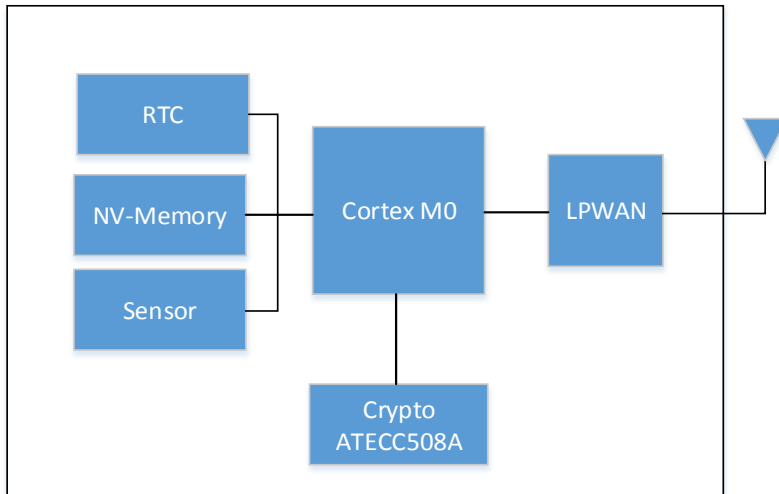 RTC
NV-Memory
Sensor
Cortex M0
LPWAN
Crypto
ATECC508A